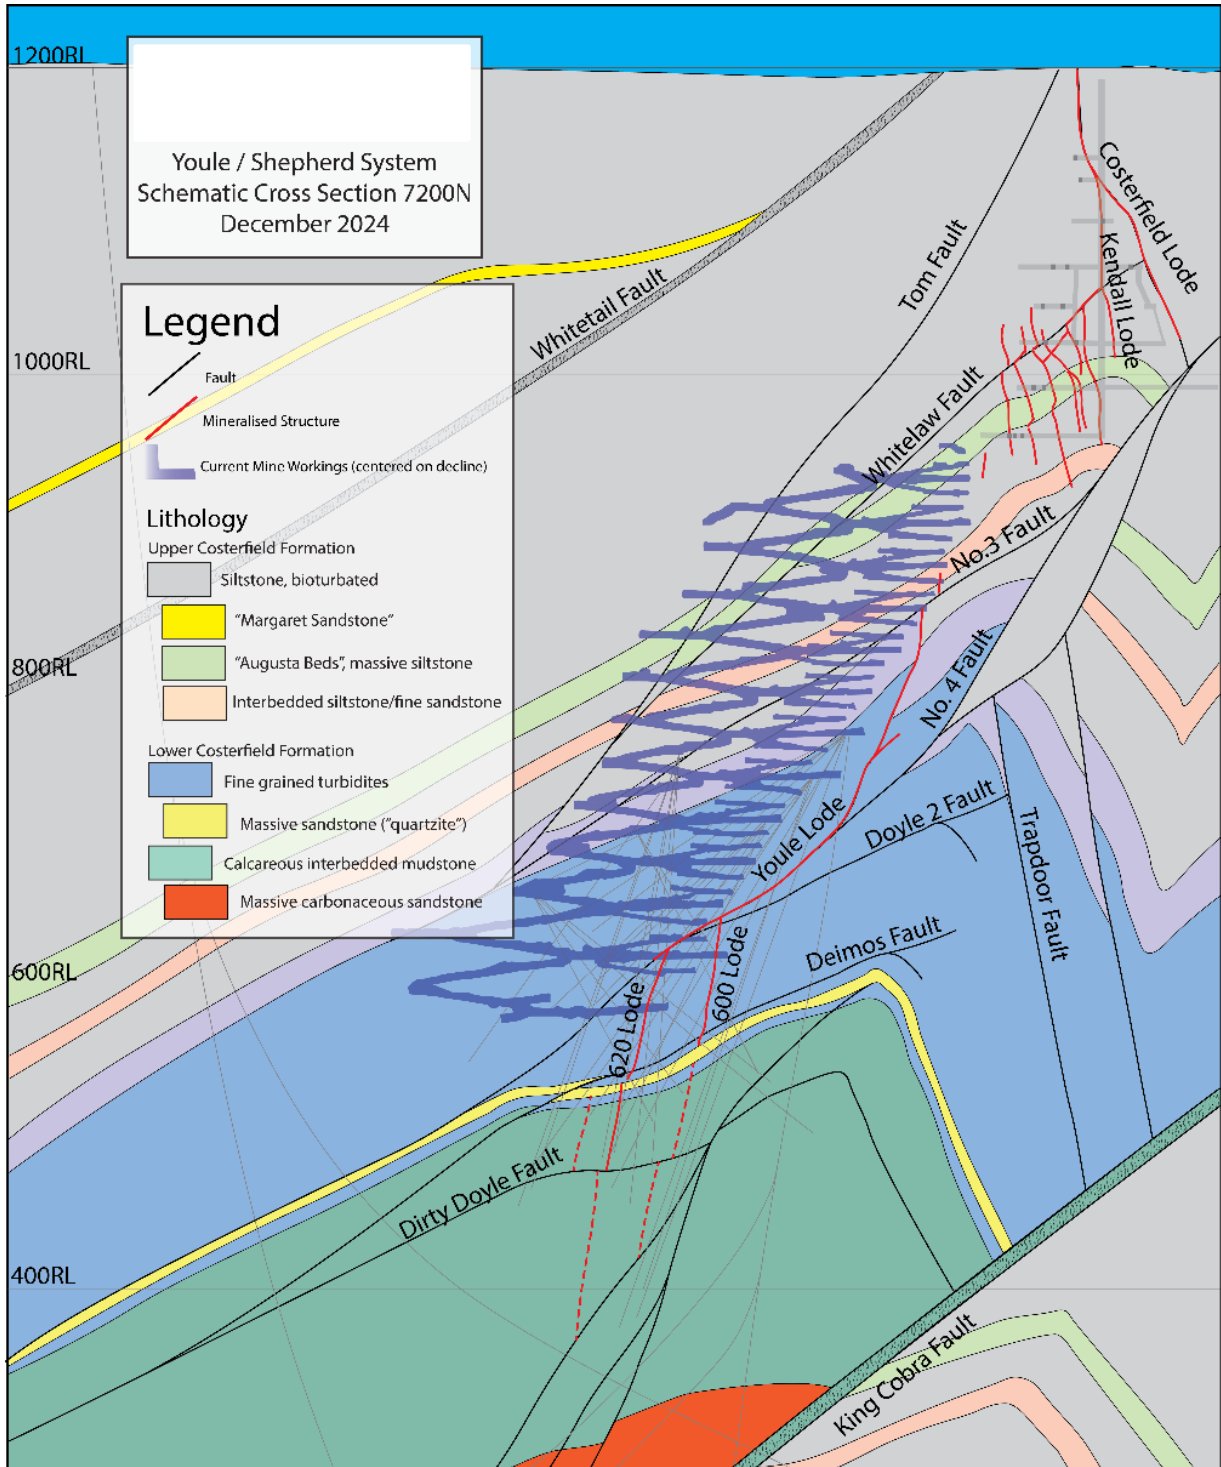 1200RL
Youle / Shepherd System
Schematic Cross Section 7200N
December 2024
Legend
Fault
Mineralised Structure
Current Mine Workings (centered on decline)
Lithology
Upper Costerfield Formation
Siltstone, bioturbated
“Margaret Sandstone”
“Augusta Beds”, massive siltstone
Interbedded siltstone/fine sandstone
Lower Costerfield Formation
Fine grained turbidites
Massive sandstone (“quartzite”)
Calcareous interbedded mudstone
Massive carbonaceous sandstone
1000RL
800RL
600RL
400RL
Whitetail Fault
Tom Fault
Costerfield Lode
Kendall Lode
Whitelaw Fault
No.3 Fault
No. 4 Fault
Youle Lode
Doyle 2 Fault
Trapdoor Fault
Deimos Fault
600 Lode
620 Lode
Dirty Doyle Fault
King Cobra Fault